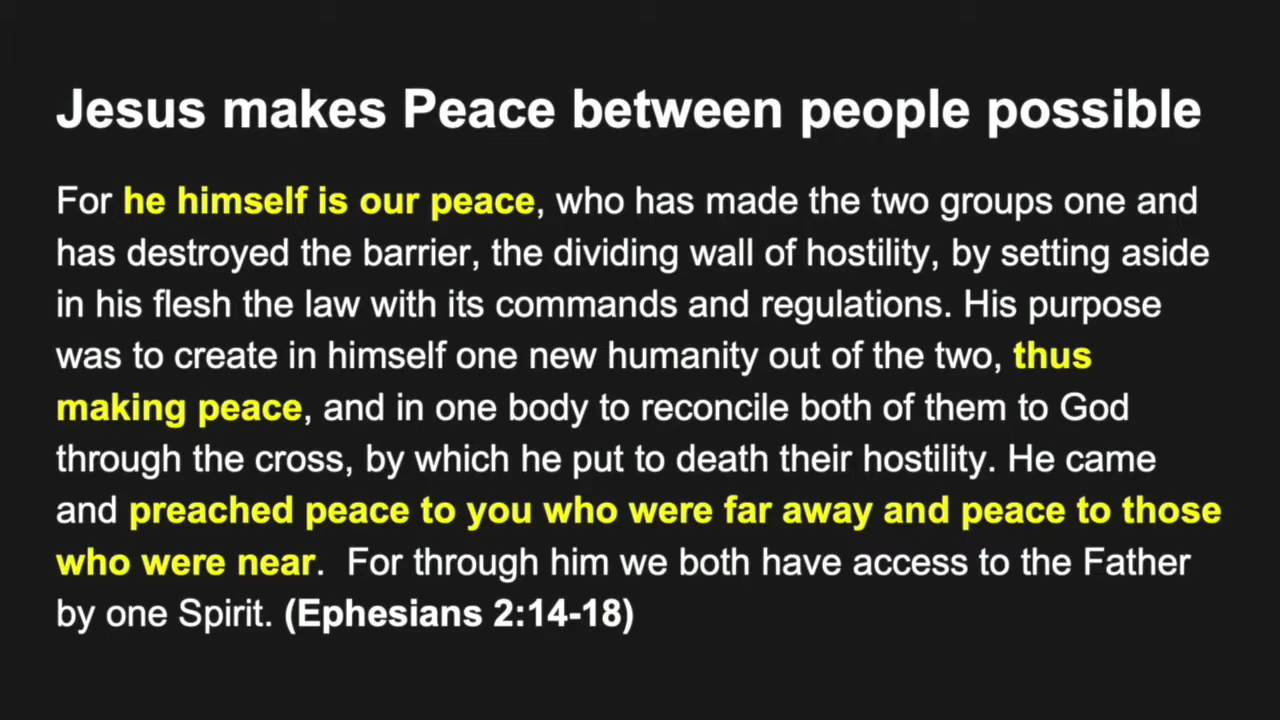 Jesus makes Peace between people possible
For he himself is our peace, who has made the two groups one and
has destroyed the barrier, the dividing wall of hostility, by setting aside
in his flesh the law with its commands and regulations. His purpose
was to create in himself one new humanity out of the two, thus
making peace, and in one body to reconcile both of them to God
through the cross, by which he put to death their hostility. He came
and preached peace to you who were far away and peace to those
who were near.  For through him we both have access to the Father
by one Spirit. (Ephesians 2:14-18)